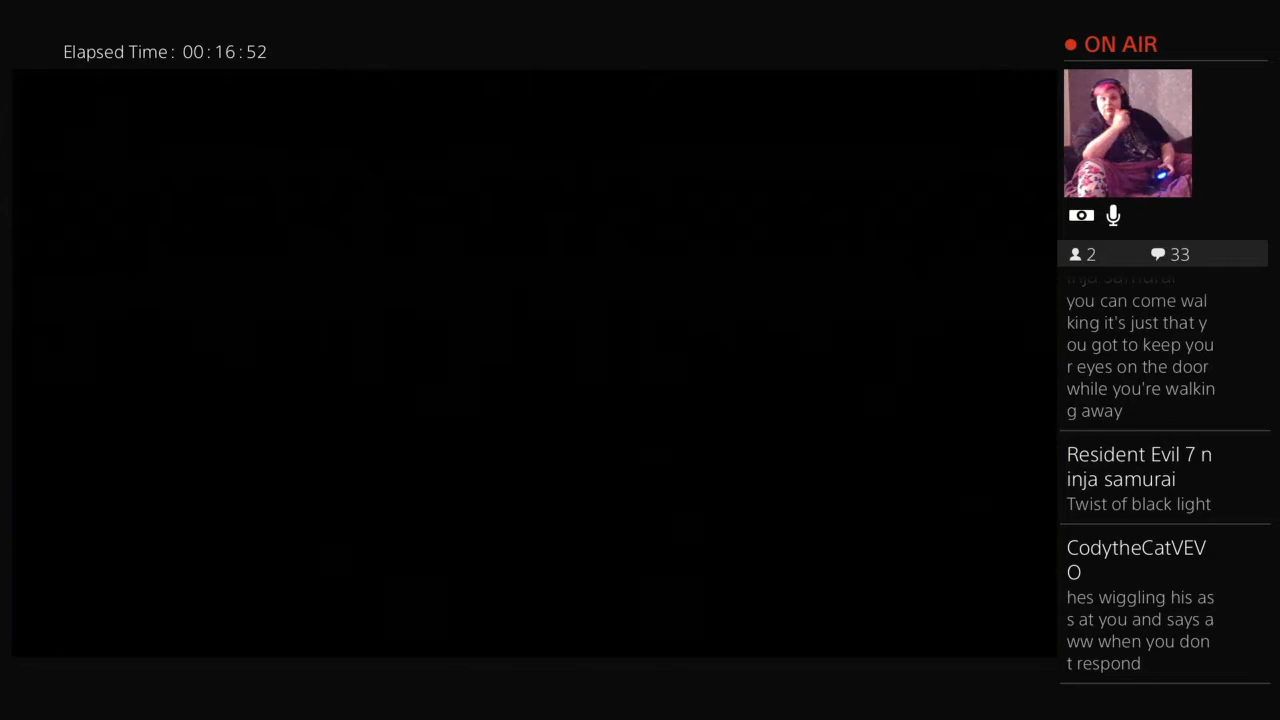 Elapsed Time: 00:16:52
ON AIR
2
33
inja samurai
you can come wal
king it's just that y
ou got to keep you
r eyes on the door
while you're walkin
g away
Resident Evil 7 n
inja samurai
Twist of black light
CodytheCatVEV
O
hes wiggling his as
s at you and says a
ww when you don
t respond